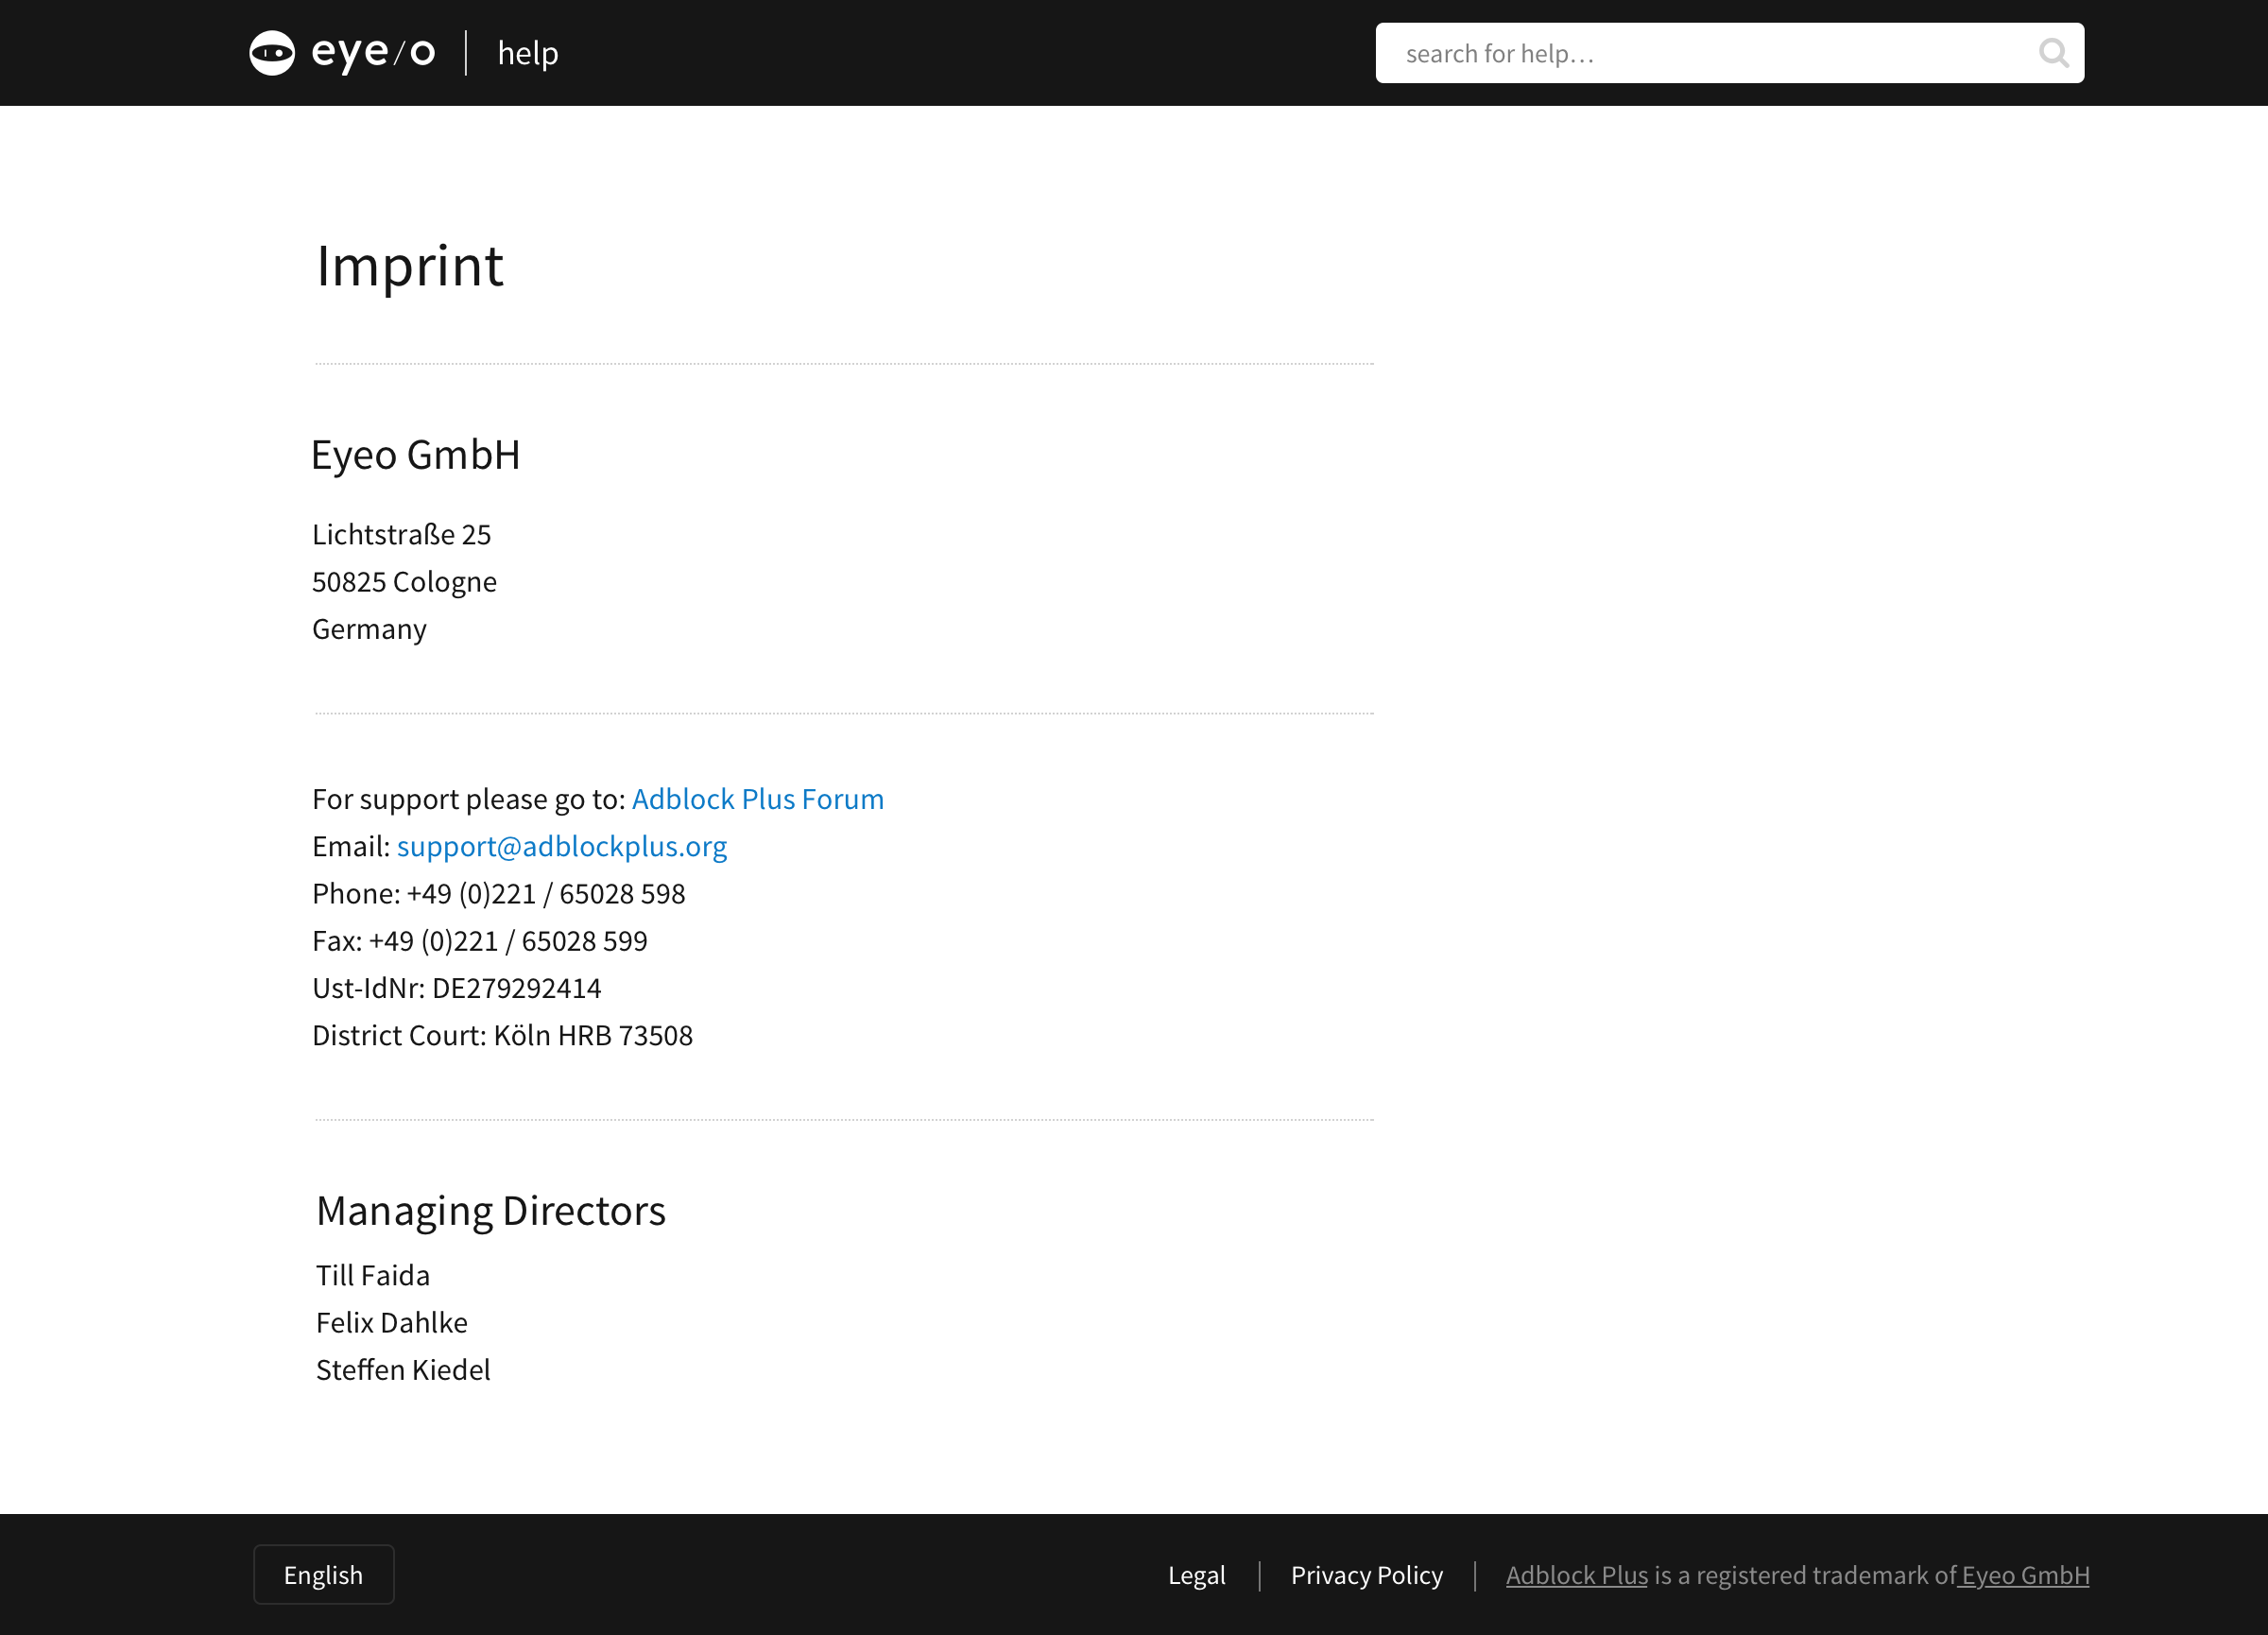 eye/o | help
search for help...
Imprint
Eyeo GmbH
Lichtstraße 25
50825 Cologne
Germany
For support please go to: Adblock Plus Forum
Email: support@adblockplus.org
Phone: +49 (0)221 / 65028 598
Fax: +49 (0)221 / 65028 599
Ust-IdNr: DE279292414
District Court: Köln HRB 73508
Managing Directors
Till Faida
Felix Dahlke
Steffen Kiedel
English
Legal | Privacy Policy | Adblock Plus is a registered trademark of Eyeo GmbH